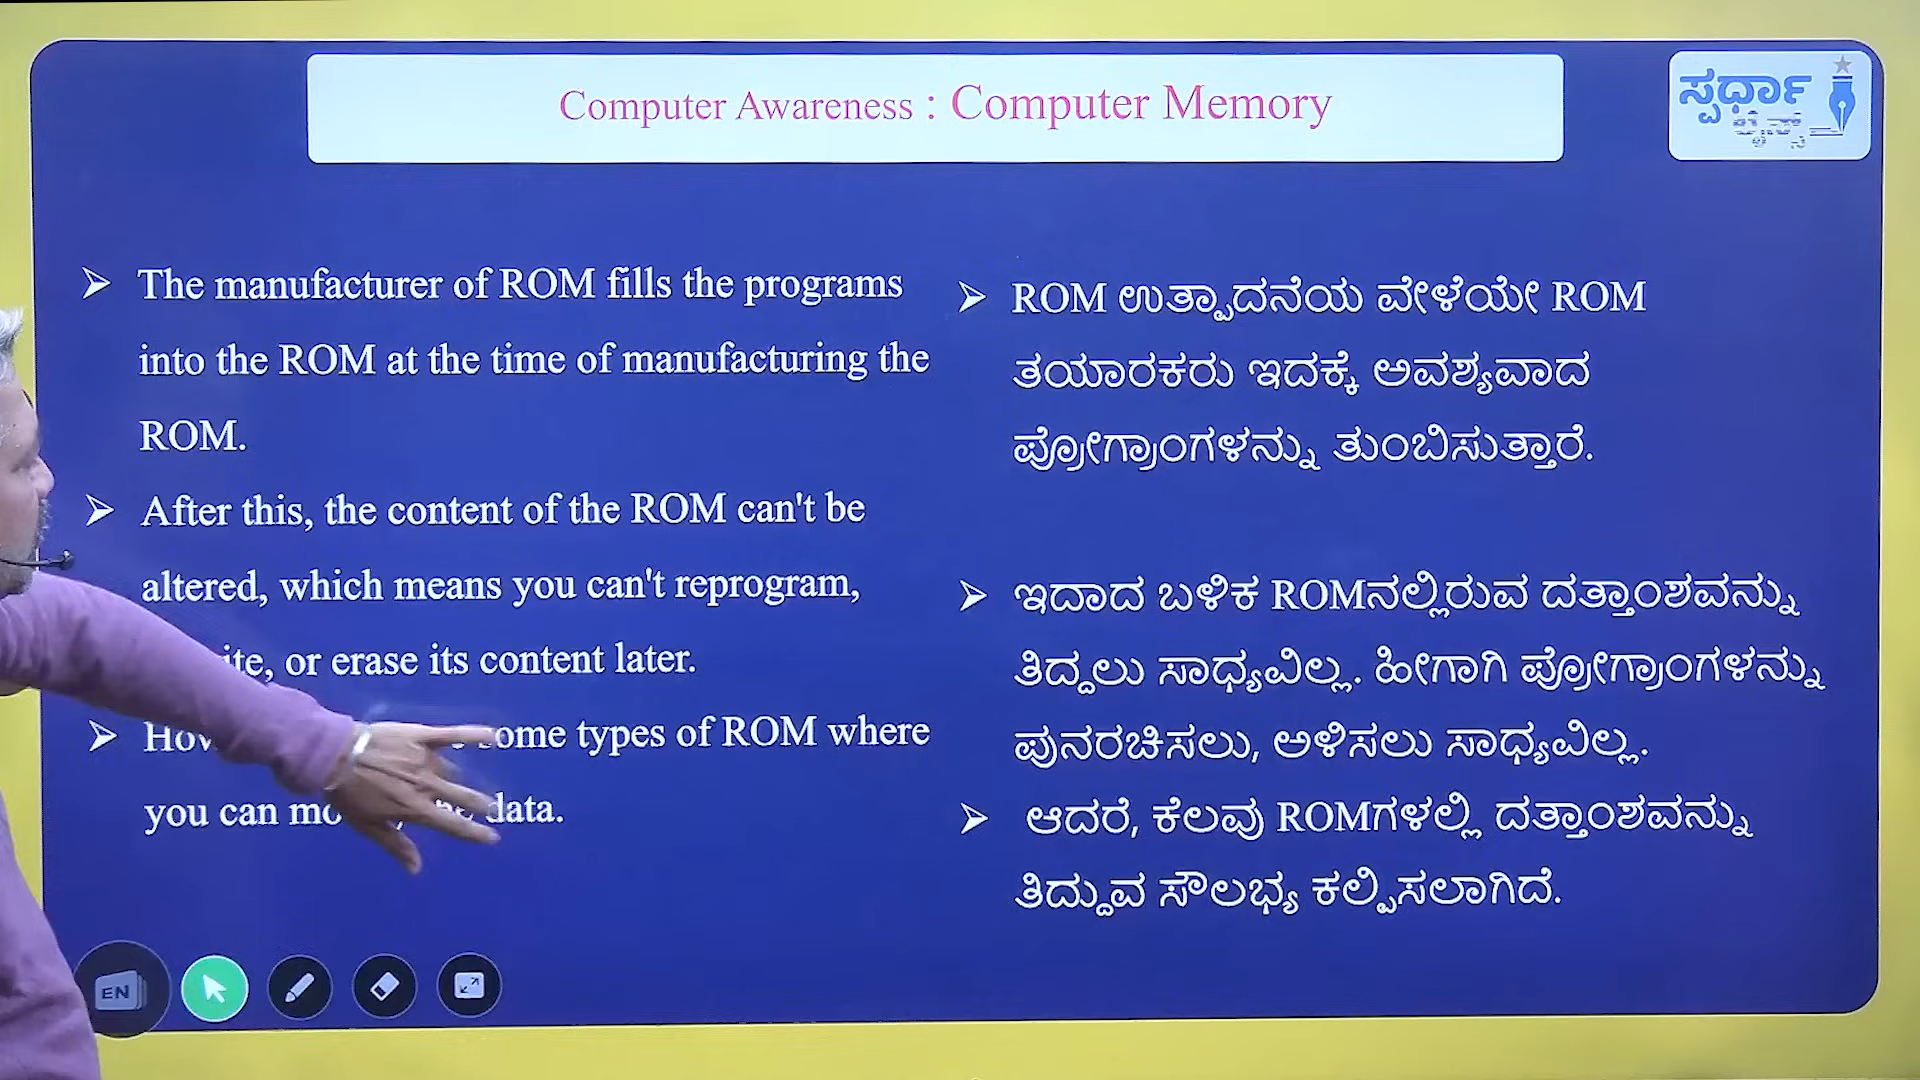 Computer Awareness : Computer Memory
ಸ್ಪರ್ಧಾ
The manufacturer of ROM fills the programs
into the ROM at the time of manufacturing the
ROM.
After this, the content of the ROM can't be
altered, which means you can't reprogram,
or erase its content later.
some types of ROM where
you can data.
ROM ಉತ್ಪಾದನೆಯ ವೇಳೆಯೇ ROM
ತಯಾರಕರು ಇದಕ್ಕೆ ಅವಶ್ಯವಾದ
ಪ್ರೋಗ್ರಾಂಗಳನ್ನು ತುಂಬಿಸುತ್ತಾರೆ.
ಇದಾದ ಬಳಿಕ ROMನಲ್ಲಿರುವ ದತ್ತಾಂಶವನ್ನು
ತಿದ್ದಲು ಸಾಧ್ಯವಿಲ್ಲ. ಹೀಗಾಗಿ ಪ್ರೋಗ್ರಾಂಗಳನ್ನು
ಪುನರಚಿಸಲು, ಅಳಿಸಲು ಸಾಧ್ಯವಿಲ್ಲ.
ಆದರೆ, ಕೆಲವು ROMಗಳಲ್ಲಿ ದತ್ತಾಂಶವನ್ನು
ತಿದ್ದುವ ಸೌಲಭ್ಯ ಕಲ್ಪಿಸಲಾಗಿದೆ.
EN